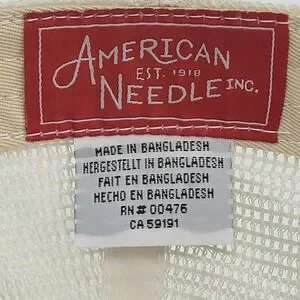 AMERICAN
EST. 1918
NEEDLE INC.
MADE IN BANGLADESH
HERGESTELLT IN BANGLADESH
FAIT EN BANGLADESH
HECHO EN BANGLADESH
RN# 00476
CA 59191